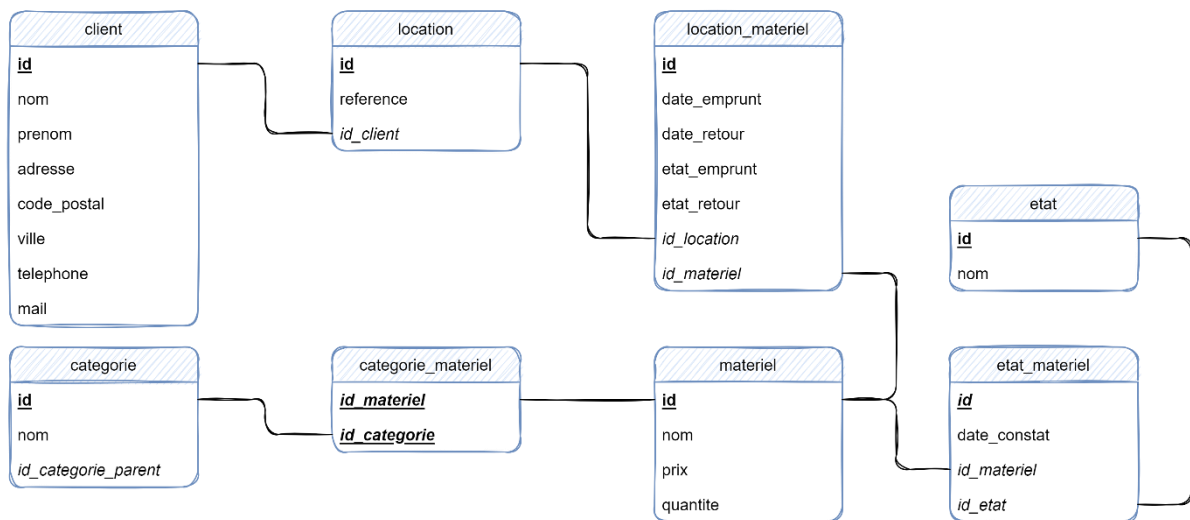 client
id
nom
prenom
adresse
code_postal
ville
telephone
mail
location
id
reference
id_client
location_materiel
id
date_emprunt
date_retour
etat_emprunt
etat_retour
id_location
id_materiel
etat
id
nom
categorie
id
nom
id_categorie_parent
categorie_materiel
id_materiel
id_categorie
materiel
id
nom
prix
quantite
etat_materiel
id
date_constat
id_materiel
id_etat